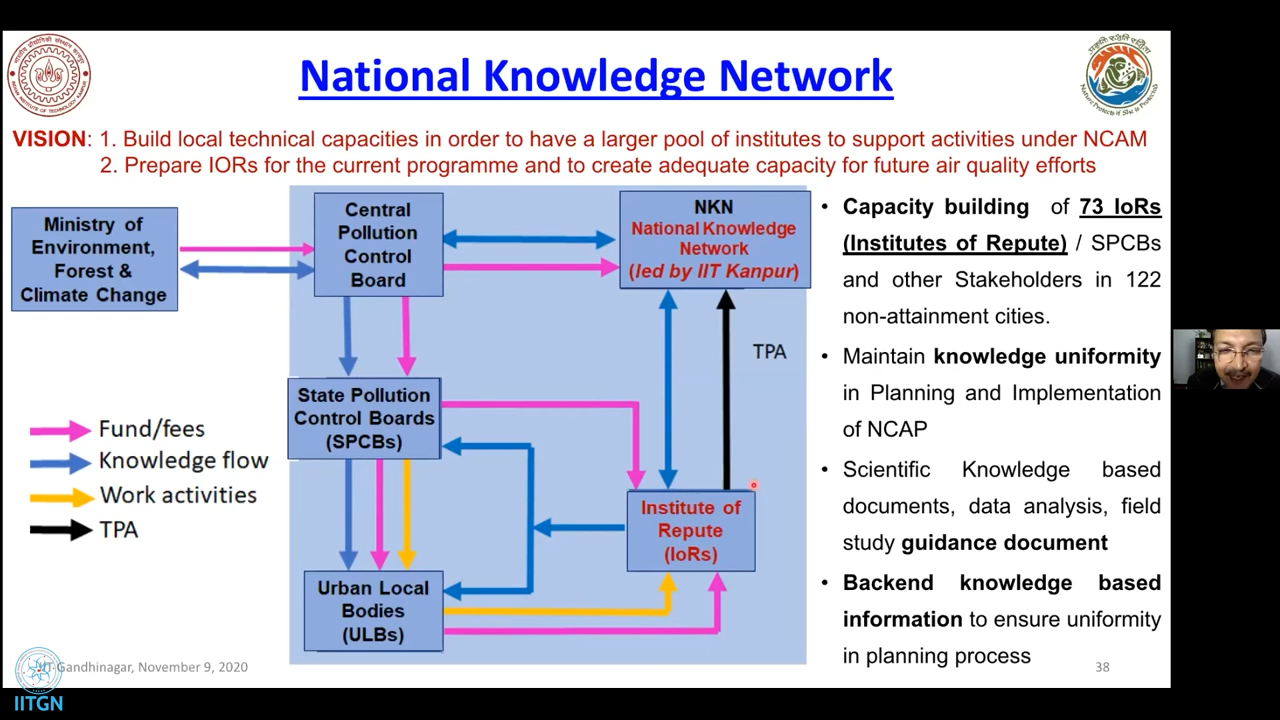 National Knowledge Network
VISION: 1. Build local technical capacities in order to have a larger pool of institutes to support activities under NCAM
2. Prepare IORs for the current programme and to create adequate capacity for future air quality efforts
Ministry of
Environment,
Forest &
Climate Change
Central
Pollution
Control
Board
NKN
National Knowledge
Network
(led by IIT Kanpur)
TPA
State Pollution
Control Boards
(SPCBs)
Institute of
Repute
(IoRs)
Urban Local
Bodies
(ULBs)
Fund/fees
Knowledge flow
Work activities
TPA
• Capacity building of 73 IoRs
(Institutes of Repute) / SPCBs
and other Stakeholders in 122
non-attainment cities.
• Maintain knowledge uniformity
in Planning and Implementation
of NCAP
• Scientific Knowledge based
documents, data analysis, field
study guidance document
• Backend knowledge based
information to ensure uniformity
in planning process
IIT Gandhinagar, November 9, 2020
38
IITGN